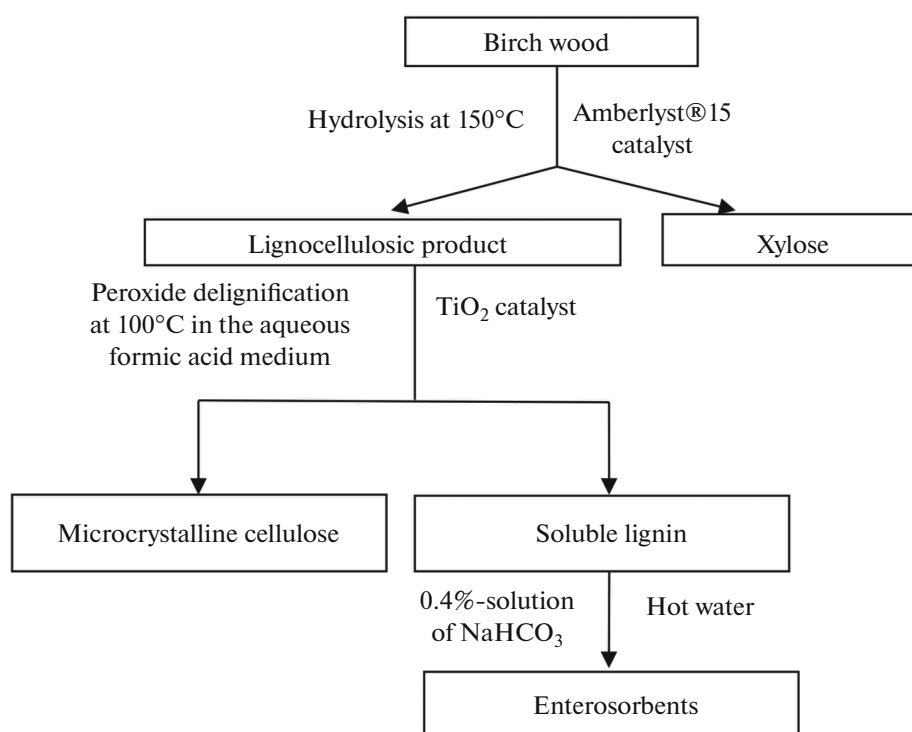 Birch wood
Hydrolysis at 150°C
Amberlyst®15
catalyst
Lignocellulosic product
Xylose
Peroxide delignification
at 100°C in the aqueous
formic acid medium
TiO₂ catalyst
Microcrystalline cellulose
Soluble lignin
0.4%-solution
of NaHCO₃
Hot water
Enterosorbents